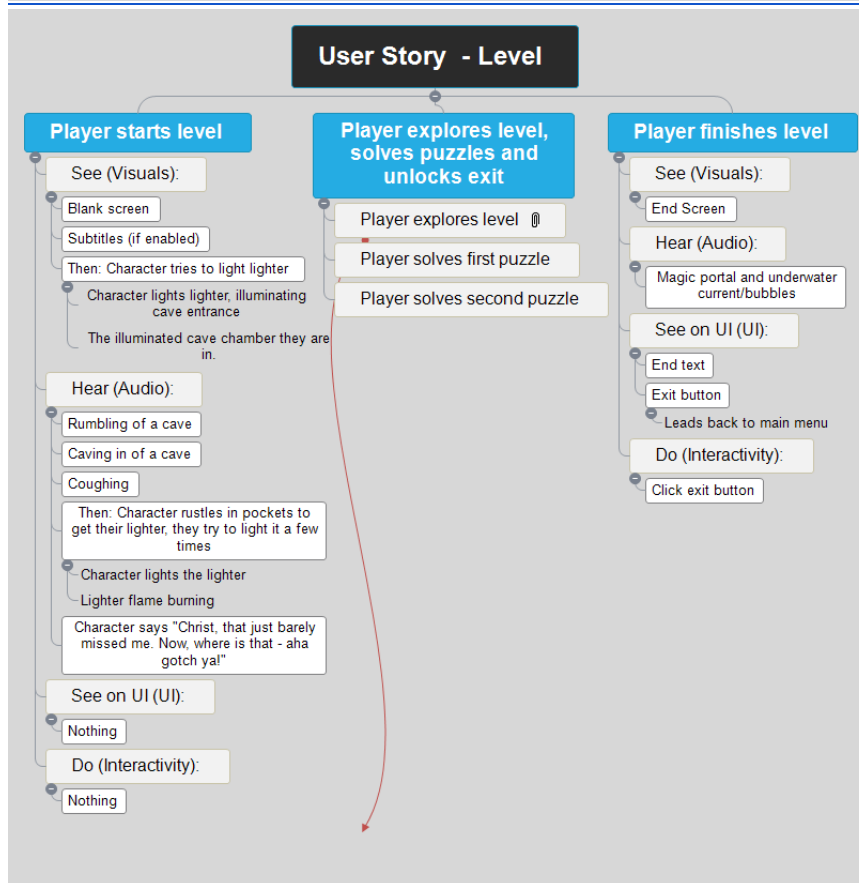 User Story - Level
Player starts level
See (Visuals):
Blank screen
Subtitles (if enabled)
Then: Character tries to light lighter
Character lights lighter, illuminating
cave entrance
The illuminated cave chamber they are
in.
Hear (Audio):
Rumbling of a cave
Caving in of a cave
Coughing
Then: Character rustles in pockets to
get their lighter, they try to light it a few
times
Character lights the lighter
Lighter flame burning
Character says "Christ, that just barely
missed me. Now, where is that - aha
gotch ya!"
See on UI (UI):
Nothing
Do (Interactivity):
Nothing
Player explores level,
solves puzzles and
unlocks exit
Player explores level
Player solves first puzzle
Player solves second puzzle
Player finishes level
See (Visuals):
End Screen
Hear (Audio):
Magic portal and underwater
current/bubbles
See on UI (UI):
End text
Exit button
Leads back to main menu
Do (Interactivity):
Click exit button